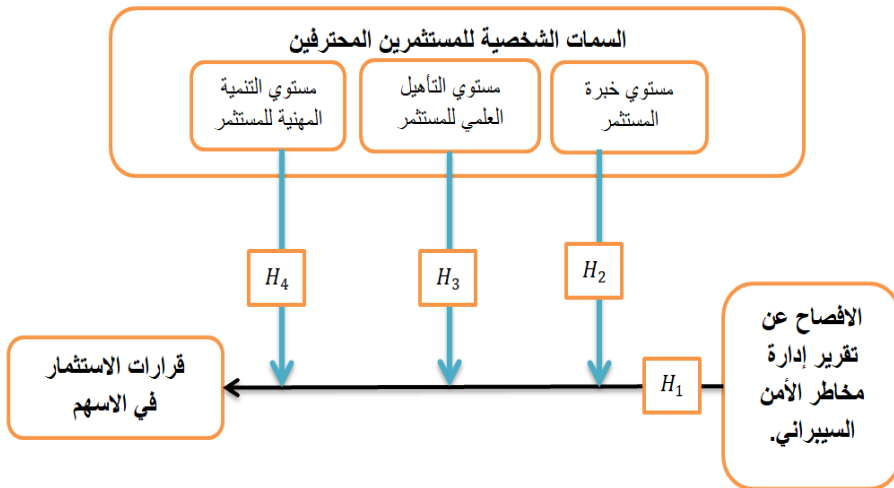 السمات الشخصية للمستثمرين المحترفين
مستوي خبرة
المستثمر
مستوي التأهيل
العلمي للمستثمر
مستوي التنمية
المهنية للمستثمر
H₂
H₃
H₄
الافصاح عن
تقرير إدارة
مخاطر الأمن
السيبراني.
H₁
قرارات الاستثمار
في الاسهم